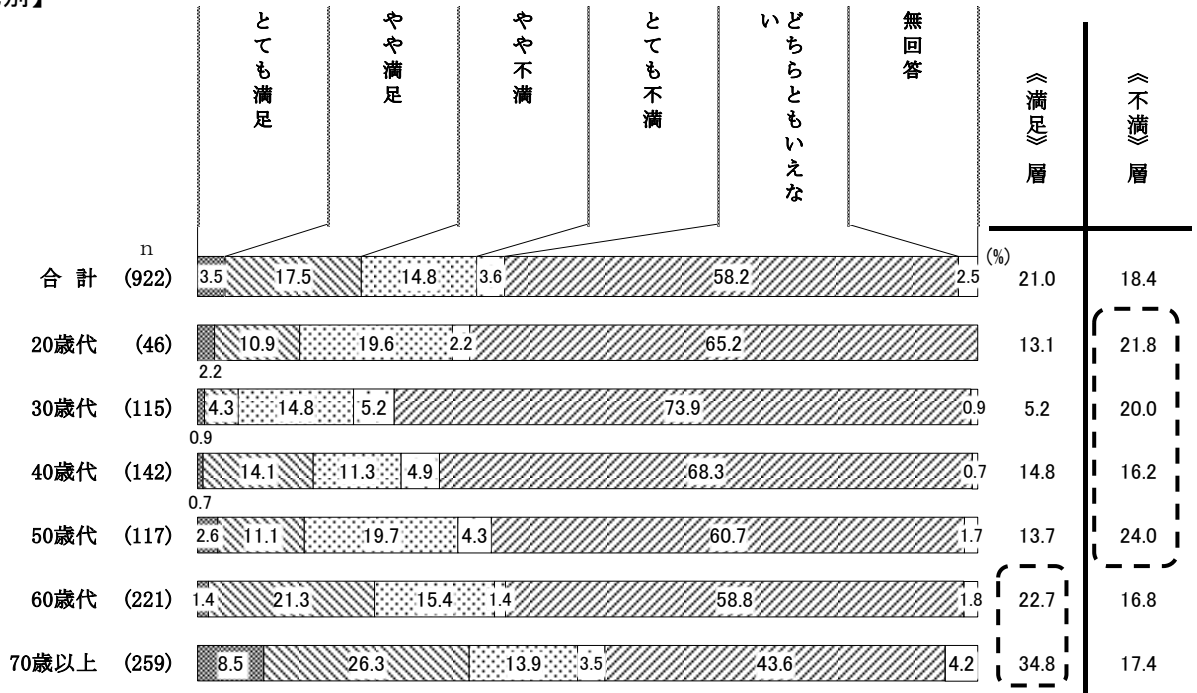 別】
とても満足
やや満足
やや不満
とても不満
どちらともいえな
い
無回答
《満足》層
《不満》層
n
(%)
合 計 (922) 3.5 17.5 14.8 3.6 58.2 2.5 21.0 18.4
20歳代 (46) 10.9 19.6 2.2 65.2 13.1 21.8
2.2
30歳代 (115) 4.3 14.8 5.2 73.9 0.9 5.2 20.0
0.9
40歳代 (142) 14.1 11.3 4.9 68.3 0.7 14.8 16.2
0.7
50歳代 (117) 2.6 11.1 19.7 4.3 60.7 1.7 13.7 24.0
60歳代 (221) 1.4 21.3 15.4 1.4 58.8 1.8 22.7 16.8
70歳以上 (259) 8.5 26.3 13.9 3.5 43.6 4.2 34.8 17.4